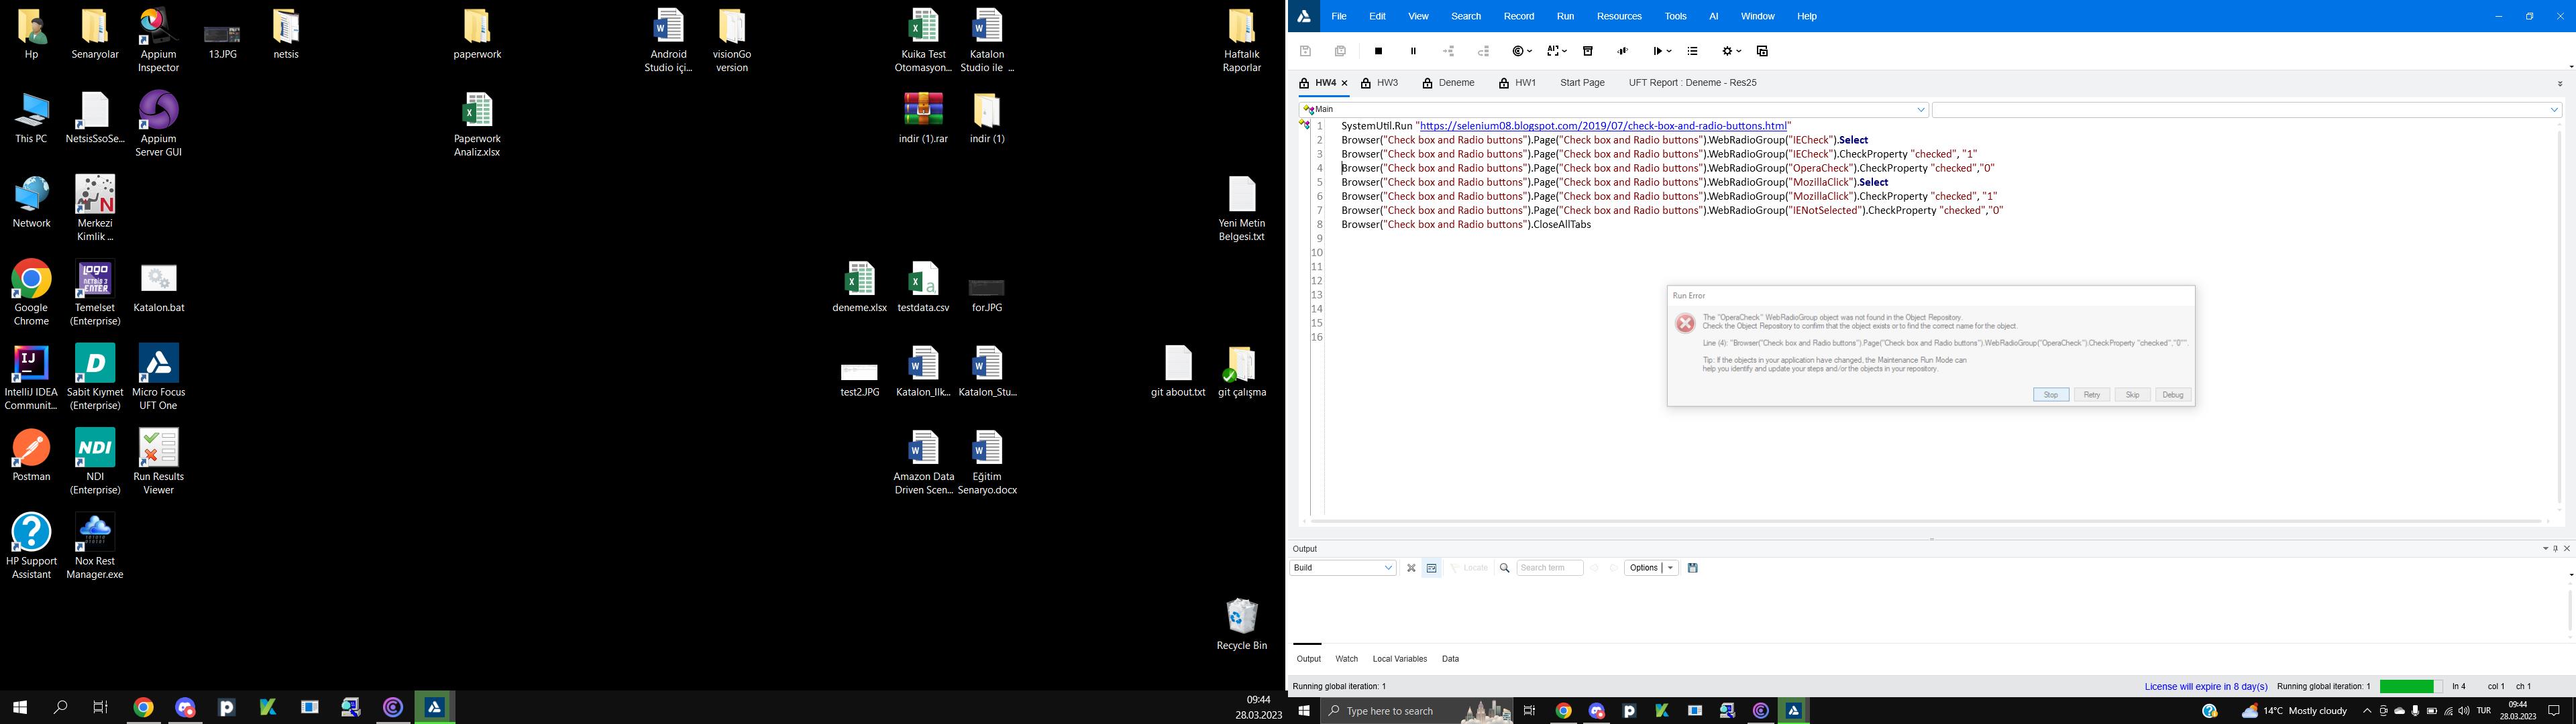 Hp
Senaryolar
Appium
Inspector
13.JPG
netsis
paperwork
Android
Studio içi...
visionGo
version
Kuika Test
Otomasyon...
Katalon
Studio ile ...
Haftalık
Raporlar
This PC
NetsisSsoSe...
Appium
Server GUI
Paperwork
Analiz.xlsx
indir (1).rar
indir (1)
Network
Merkezi
Kimlik ...
Yeni Metin
Belgesi.txt
Google
Chrome
LOGO
NETSIS 3
ENTER
Temelset
(Enterprise)
Katalon.bat
deneme.xlsx
testdata.csv
for.JPG
IntelliJ IDEA
Communit...
Sabit Kıymet
(Enterprise)
Micro Focus
UFT One
test2.JPG
Katalon_Ilk...
Katalon_Stu...
git about.txt
git çalışma
Postman
NDI
NDI
(Enterprise)
Run Results
Viewer
Amazon Data
Driven Scen...
Eğitim
Senaryo.docx
HP Support
Assistant
Nox Rest
Manager.exe
Recycle Bin
09:44
28.03.2023
File Edit View Search Record Run Resources Tools AI Window Help
HW4 HW3 Deneme HW1 Start Page UFT Report : Deneme - Res25
Main
1 SystemUtil.Run "https://selenium08.blogspot.com/2019/07/check-box-and-radio-buttons.html"
2 Browser("Check box and Radio buttons").Page("Check box and Radio buttons").WebRadioGroup("IECheck").Select
3 Browser("Check box and Radio buttons").Page("Check box and Radio buttons").WebRadioGroup("IECheck").CheckProperty "checked", "1"
4 Browser("Check box and Radio buttons").Page("Check box and Radio buttons").WebRadioGroup("OperaCheck").CheckProperty "checked","0"
5 Browser("Check box and Radio buttons").Page("Check box and Radio buttons").WebRadioGroup("MozillaClick").Select
6 Browser("Check box and Radio buttons").Page("Check box and Radio buttons").WebRadioGroup("MozillaClick").CheckProperty "checked", "1"
7 Browser("Check box and Radio buttons").Page("Check box and Radio buttons").WebRadioGroup("IENotSelected").CheckProperty "checked","0"
8 Browser("Check box and Radio buttons").CloseAllTabs
9
10
11
12
13
14
15
16
Run Error
The "OperaCheck" WebRadioGroup object was not found in the Object Repository.
Check the Object Repository to confirm that the object exists or to find the correct name for the object.
Line (4): "Browser("Check box and Radio buttons").Page("Check box and Radio buttons").WebRadioGroup("OperaCheck").CheckProperty "checked","0"".
Tip: If the objects in your application have changed, the Maintenance Run Mode can
help you identify and update your steps and/or the objects in your repository.
Stop Retry Skip Debug
Output
Build Locate Search term Options
Output Watch Local Variables Data
Running global iteration: 1
License will expire in 8 day(s) Running global iteration: 1 ln 4 col 1 ch 1
Type here to search
14°C Mostly cloudy TUR
09:44
28.03.2023